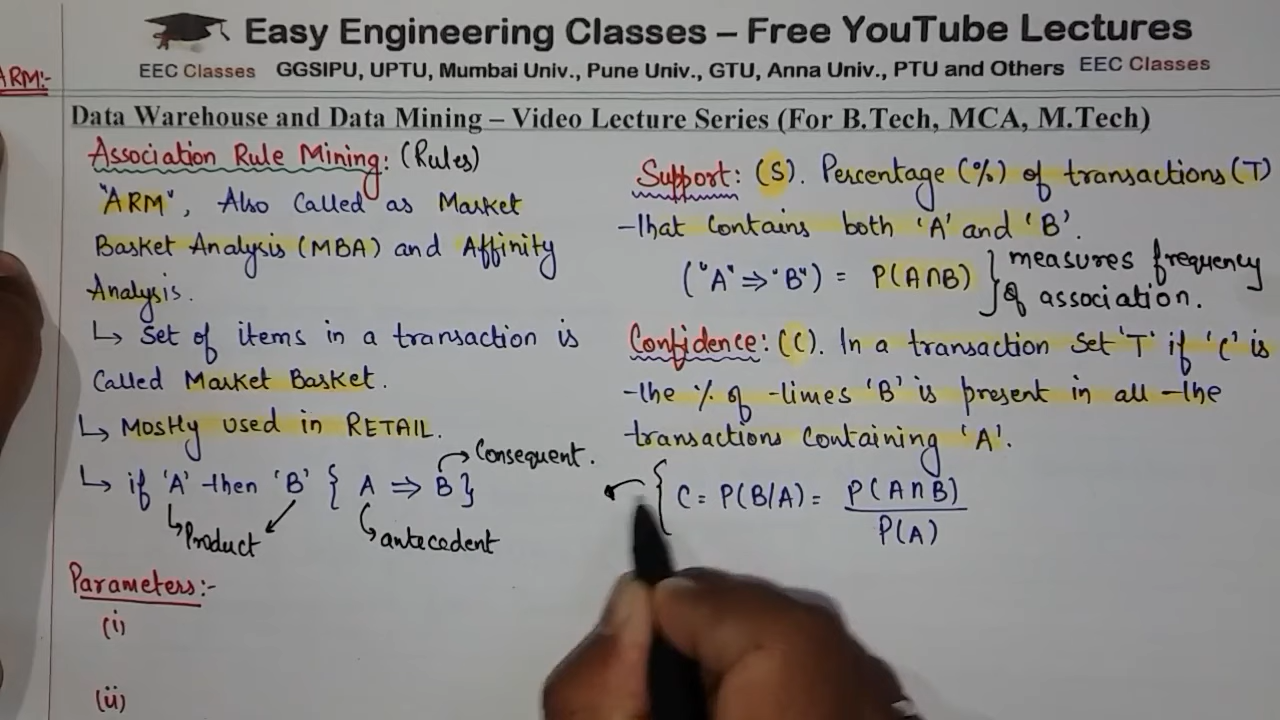 Easy Engineering Classes – Free YouTube Lectures
EEC Classes GGSIPU, UPTU, Mumbai Univ., Pune Univ., GTU, Anna Univ., PTU and Others EEC Classes
ARM:-
Data Warehouse and Data Mining – Video Lecture Series (For B.Tech, MCA, M.Tech)
Association Rule Mining: (Rules)
"ARM", Also Called as Market
Basket Analysis (MBA) and Affinity
Analysis.
↳ Set of items in a transaction is
Called Market Basket.
↳ Mostly used in RETAIL.
↳ if 'A' then 'B' { A ⇒ B }
Consequent.
Product
antecedent
Parameters:-
(i)
(ii)
Support: (S). Percentage (%) of transactions (T)
that contains both 'A' and 'B'.
("A" ⇒ "B") = P(A∩B) } measures frequency
of association.
Confidence: (C). In a transaction Set 'T' if 'C' is
the % of times 'B' is present in all the
transactions containing 'A'.
{ C = P(B/A) = P(A∩B)
P(A)